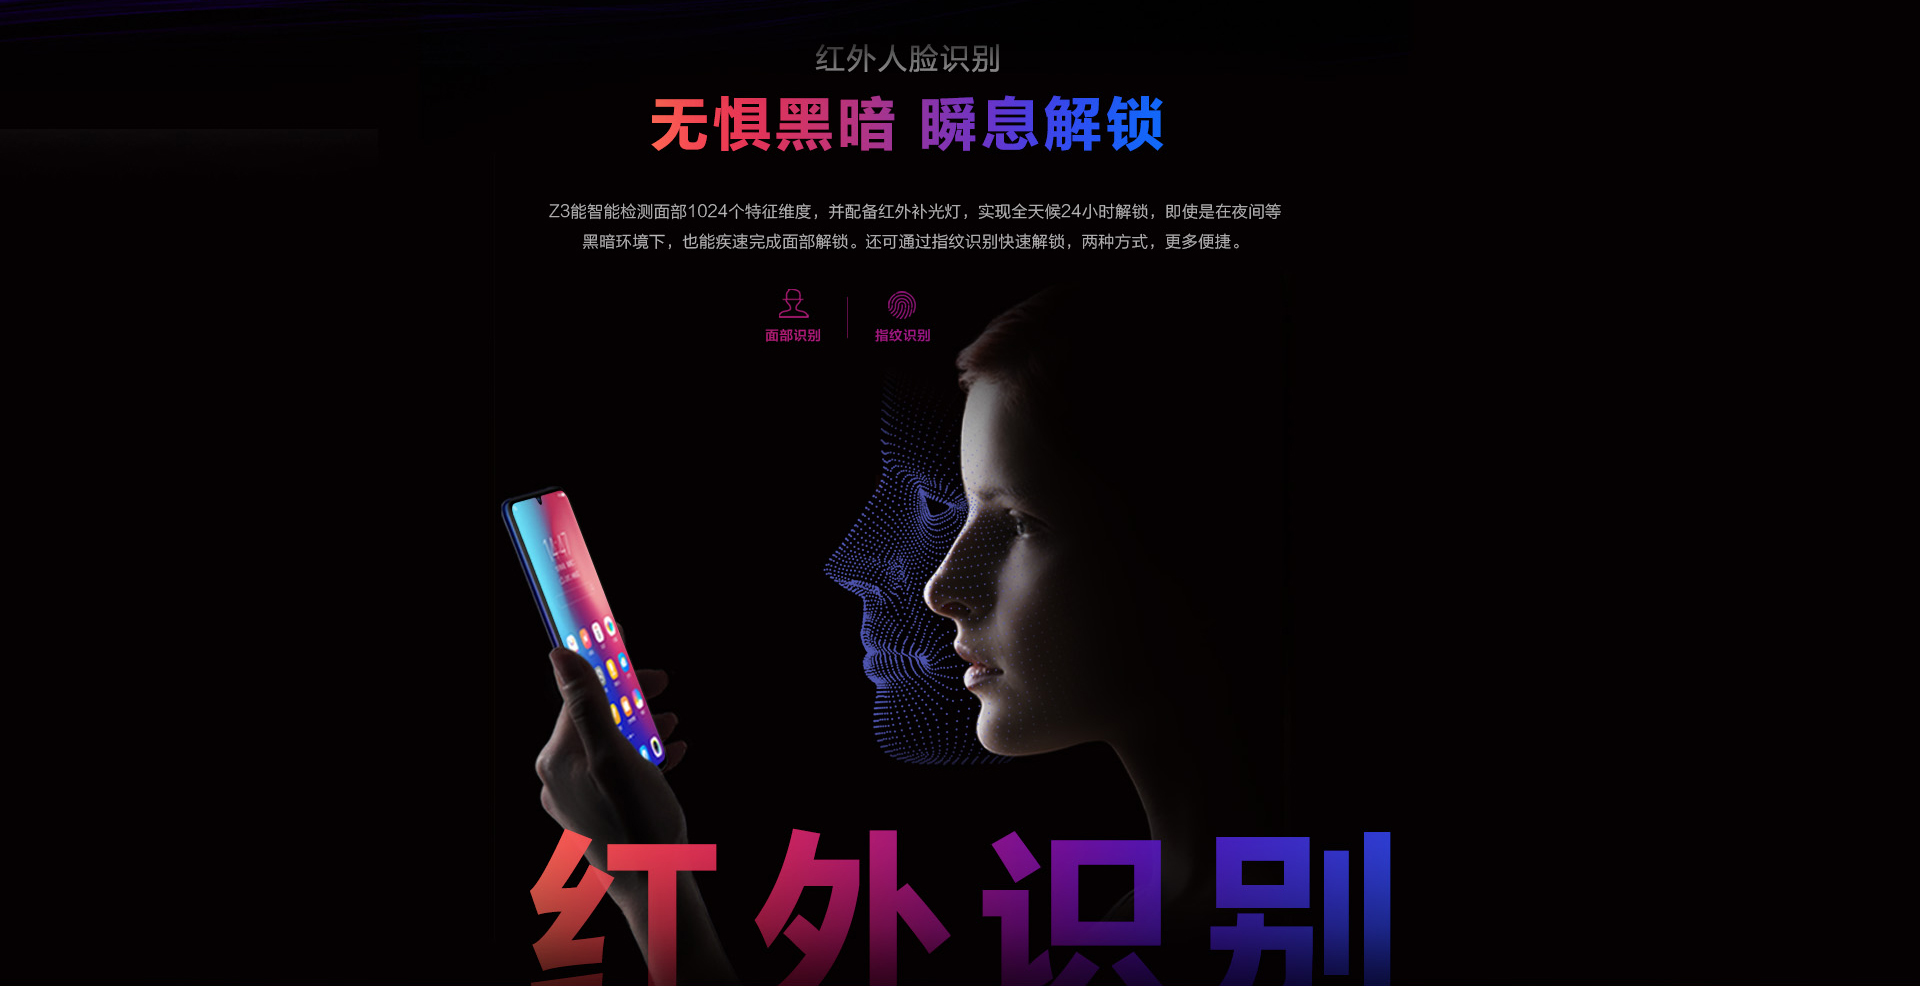 红外人脸识别
无惧黑暗 瞬息解锁
Z3能智能检测面部1024个特征维度，并配备红外补光灯，实现全天候24小时解锁，即使是在夜间等
黑暗环境下，也能疾速完成面部解锁。还可通过指纹识别快速解锁，两种方式，更多便捷。
面部识别
指纹识别
14:47
红外识别